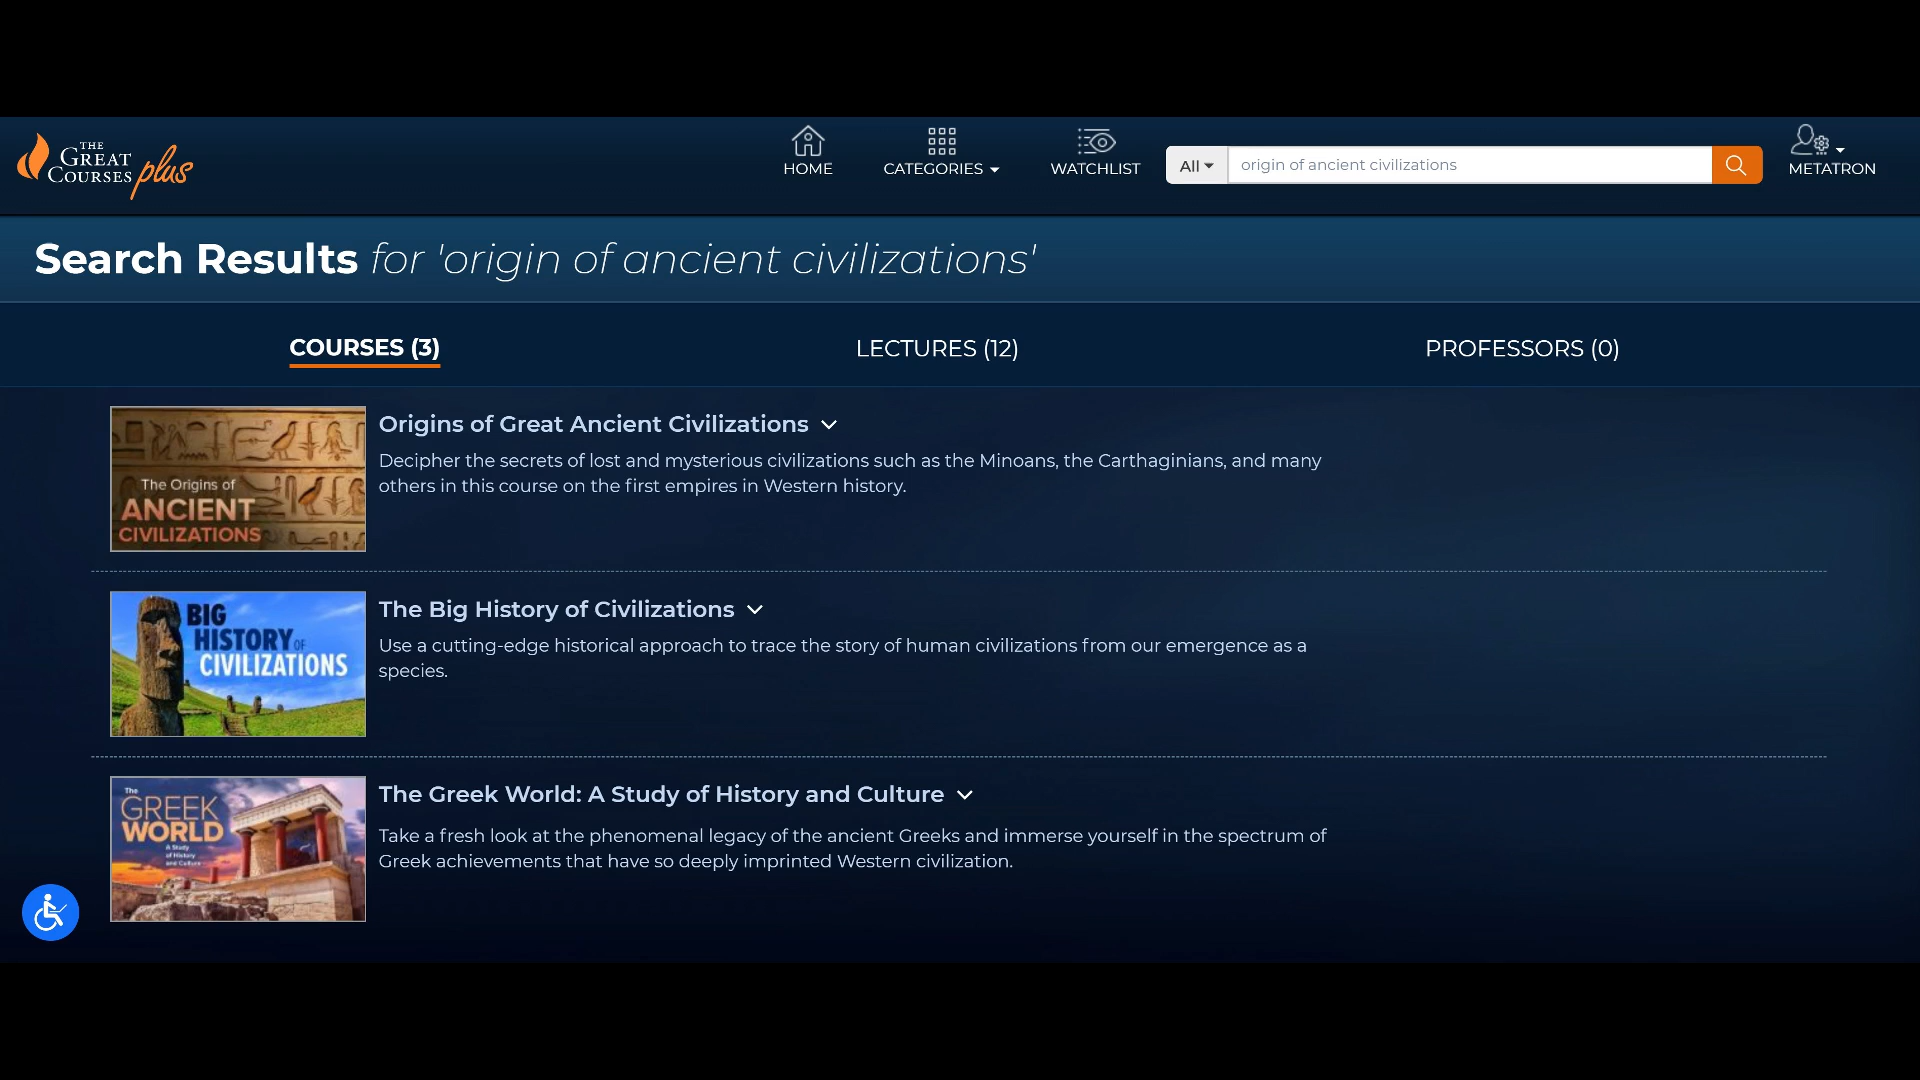 THE
GREAT
COURSES plus
HOME
CATEGORIES
WATCHLIST
All
origin of ancient civilizations
METATRON
Search Results for 'origin of ancient civilizations'
COURSES (3)
LECTURES (12)
PROFESSORS (0)
The Origins of
ANCIENT
CIVILIZATIONS
Origins of Great Ancient Civilizations
Decipher the secrets of lost and mysterious civilizations such as the Minoans, the Carthaginians, and many
others in this course on the first empires in Western history.
BIG
HISTORY OF
CIVILIZATIONS
The Big History of Civilizations
Use a cutting-edge historical approach to trace the story of human civilizations from our emergence as a
species.
The
GREEK
WORLD
A Study
of History
and Culture
The Greek World: A Study of History and Culture
Take a fresh look at the phenomenal legacy of the ancient Greeks and immerse yourself in the spectrum of
Greek achievements that have so deeply imprinted Western civilization.